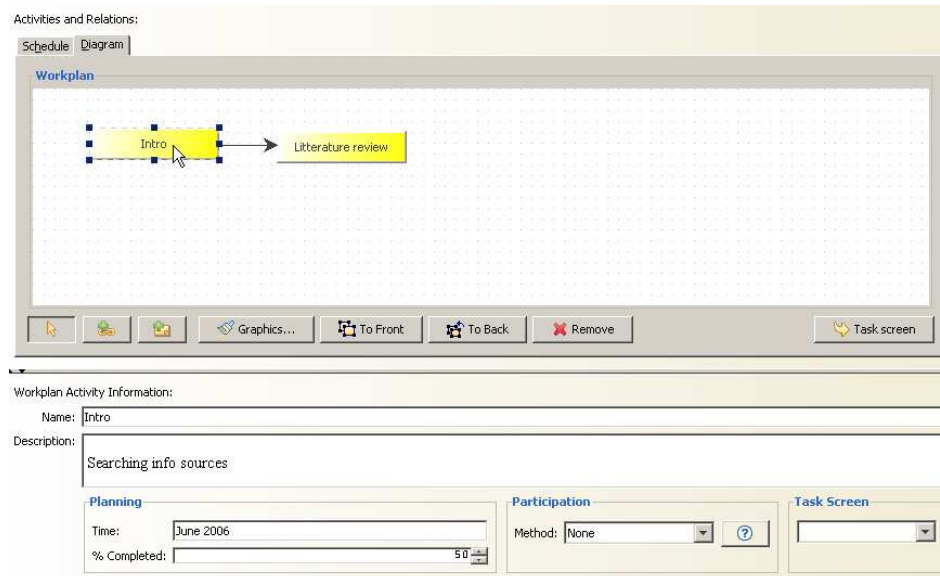 Activities and Relations:
Schedule Diagram
Workplan
Intro
Litterature review
Graphics... To Front To Back Remove Task screen
Workplan Activity Information:
Name: Intro
Description:
Searching info sources
Planning Participation Task Screen
Time: June 2006
Method: None
% Completed: 50